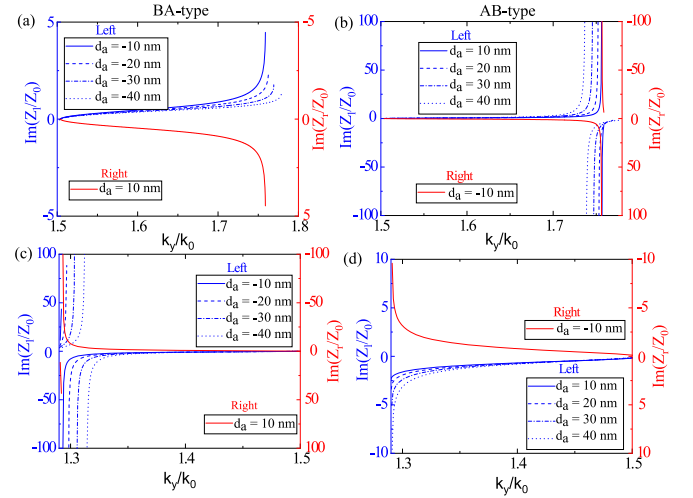 BA-type
AB-type
(a)
Left
d_a = -10 nm
d_a = -20 nm
d_a = -30 nm
d_a = -40 nm
Right
d_a = 10 nm
Im(Z_l/Z_0)
Im(Z_r/Z_0)
5
0
-5
-5
0
5
1.5
1.6
1.7
1.8
k_y/k_0
(b)
Left
d_a = 10 nm
d_a = 20 nm
d_a = 30 nm
d_a = 40 nm
Right
d_a = -10 nm
Im(Z_l/Z_0)
Im(Z_r/Z_0)
100
50
0
-50
-100
-100
-50
0
50
100
1.5
1.6
1.7
k_y/k_0
(c)
Left
d_a = -10 nm
d_a = -20 nm
d_a = -30 nm
d_a = -40 nm
Right
d_a = 10 nm
Im(Z_l/Z_0)
Im(Z_r/Z_0)
100
50
0
-50
-100
-100
-50
0
50
100
1.3
1.4
1.5
k_y/k_0
(d)
Right
d_a = -10 nm
Left
d_a = 10 nm
d_a = 20 nm
d_a = 30 nm
d_a = 40 nm
Im(Z_l/Z_0)
Im(Z_r/Z_0)
10
5
0
-5
-10
-10
-5
0
5
10
1.3
1.4
1.5
k_y/k_0